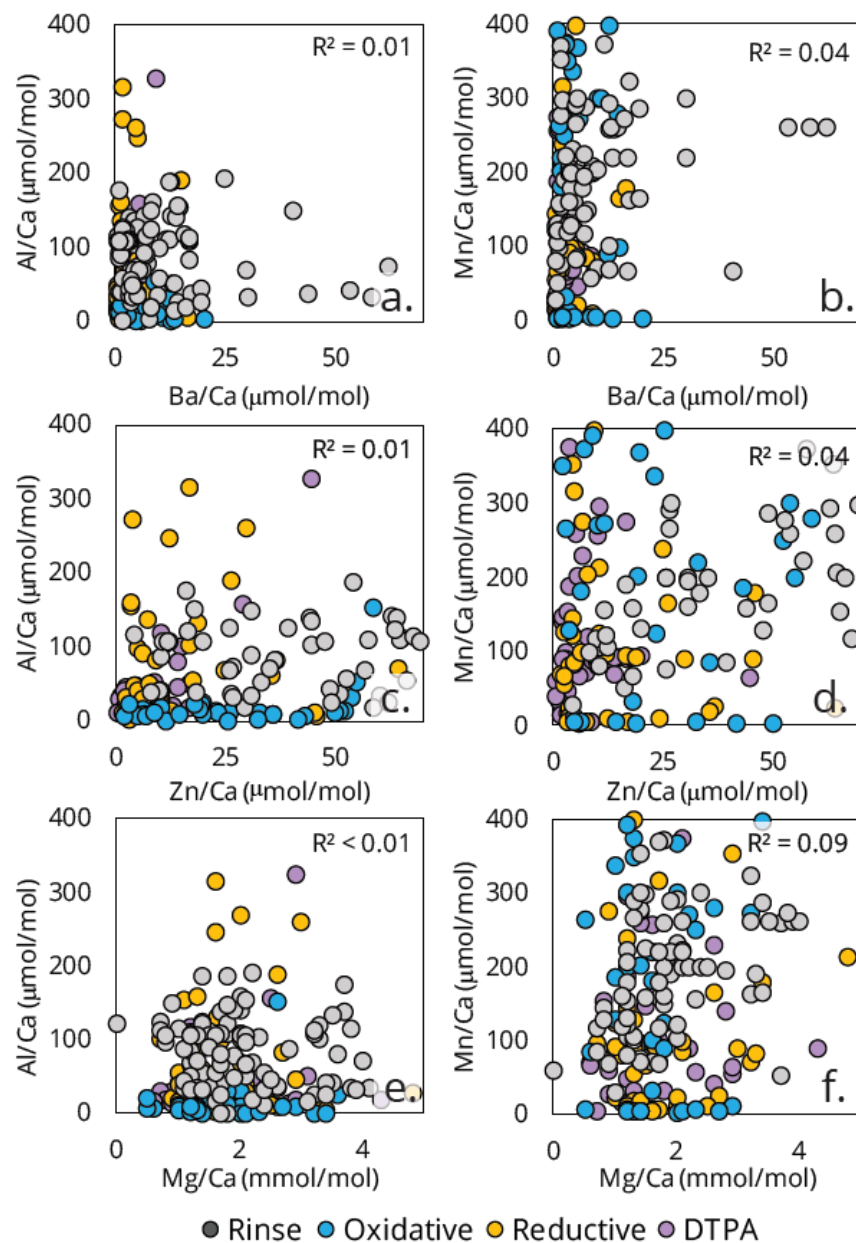 400
300
200
100
0
Al/Ca (μmol/mol)
R² = 0.01
a.
0 25 50
Ba/Ca (μmol/mol)
400
300
200
100
0
Mn/Ca (μmol/mol)
R² = 0.04
b.
0 25 50
Ba/Ca (μmol/mol)
400
300
200
100
0
Al/Ca (μmol/mol)
R² = 0.01
c.
0 25 50
Zn/Ca (μmol/mol)
400
300
200
100
0
Mn/Ca (μmol/mol)
R² = 0.04
d.
0 25 50
Zn/Ca (μmol/mol)
400
300
200
100
0
Al/Ca (μmol/mol)
R² < 0.01
e.
0 2 4
Mg/Ca (mmol/mol)
400
300
200
100
0
Mn/Ca (μmol/mol)
R² = 0.09
f.
0 2 4
Mg/Ca (mmol/mol)
Rinse Oxidative Reductive DTPA